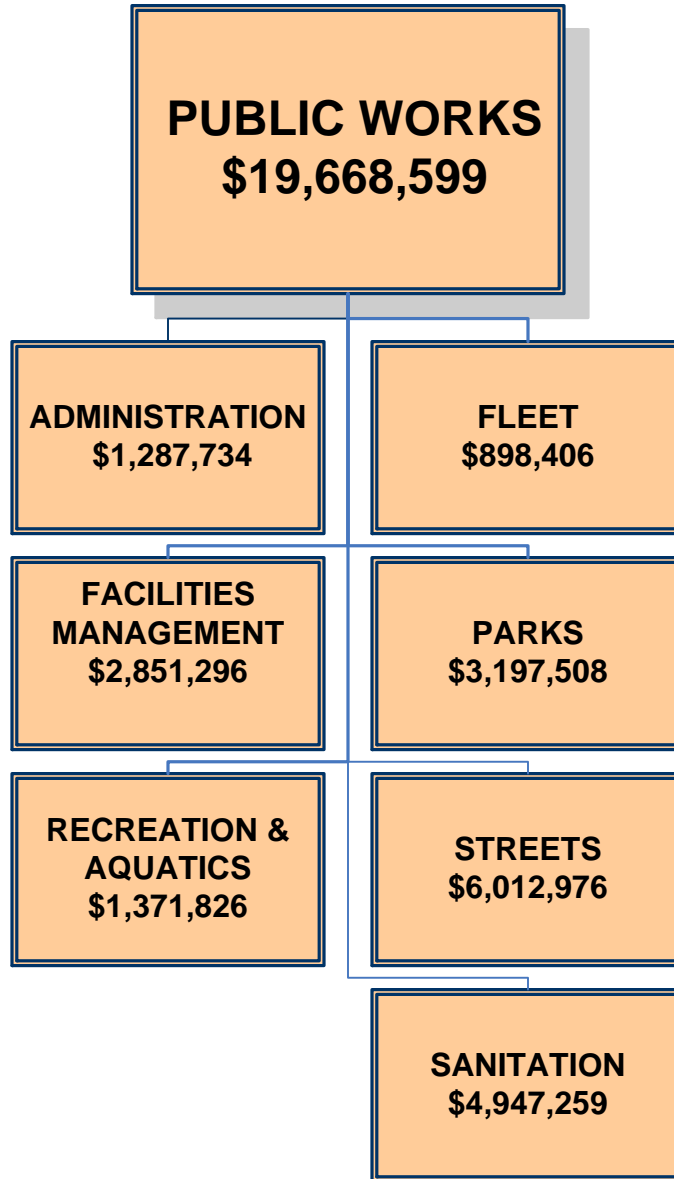 PUBLIC WORKS
$19,668,599
ADMINISTRATION
$1,287,734
FLEET
$898,406
FACILITIES
MANAGEMENT
$2,851,296
PARKS
$3,197,508
RECREATION &
AQUATICS
$1,371,826
STREETS
$6,012,976
SANITATION
$4,947,259